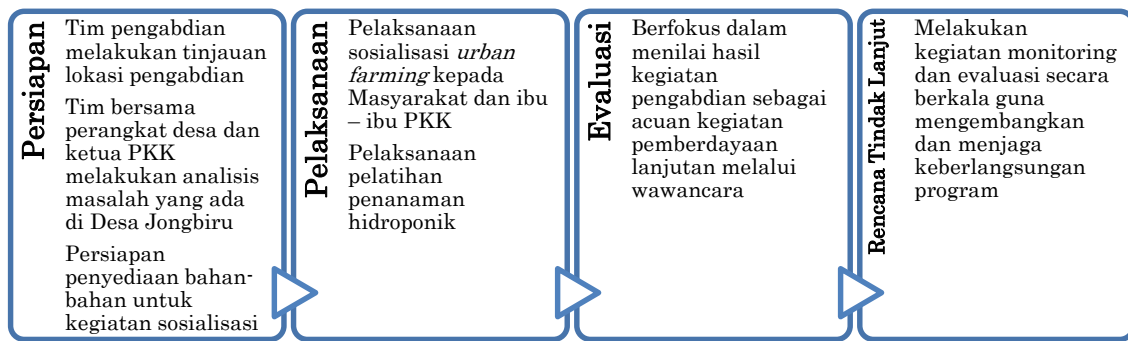 Persiapan
Tim pengabdian
melakukan tinjauan
lokasi pengabdian
Tim bersama
perangkat desa dan
ketua PKK
melakukan analisis
masalah yang ada
di Desa Jongbiru
Persiapan
penyediaan bahan-
bahan untuk
kegiatan sosialisasi
Pelaksanaan
Pelaksanaan
sosialisasi urban
farming kepada
Masyarakat dan ibu
– ibu PKK
Pelaksanaan
pelatihan
penanaman
hidroponik
Evaluasi
Berfokus dalam
menilai hasil
kegiatan
pengabdian sebagai
acuan kegiatan
pemberdayaan
lanjutan melalui
wawancara
Rencana Tindak Lanjut
Melakukan
kegiatan monitoring
dan evaluasi secara
berkala guna
mengembangkan
dan menjaga
keberlangsungan
program